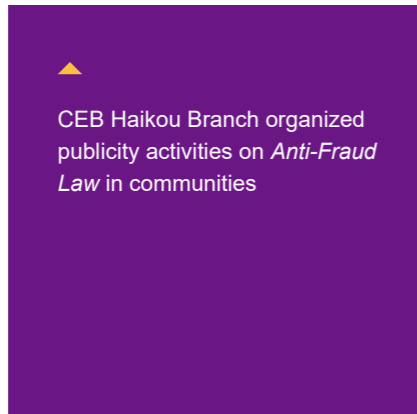 CEB Haikou Branch organized
publicity activities on Anti-Fraud
Law in communities